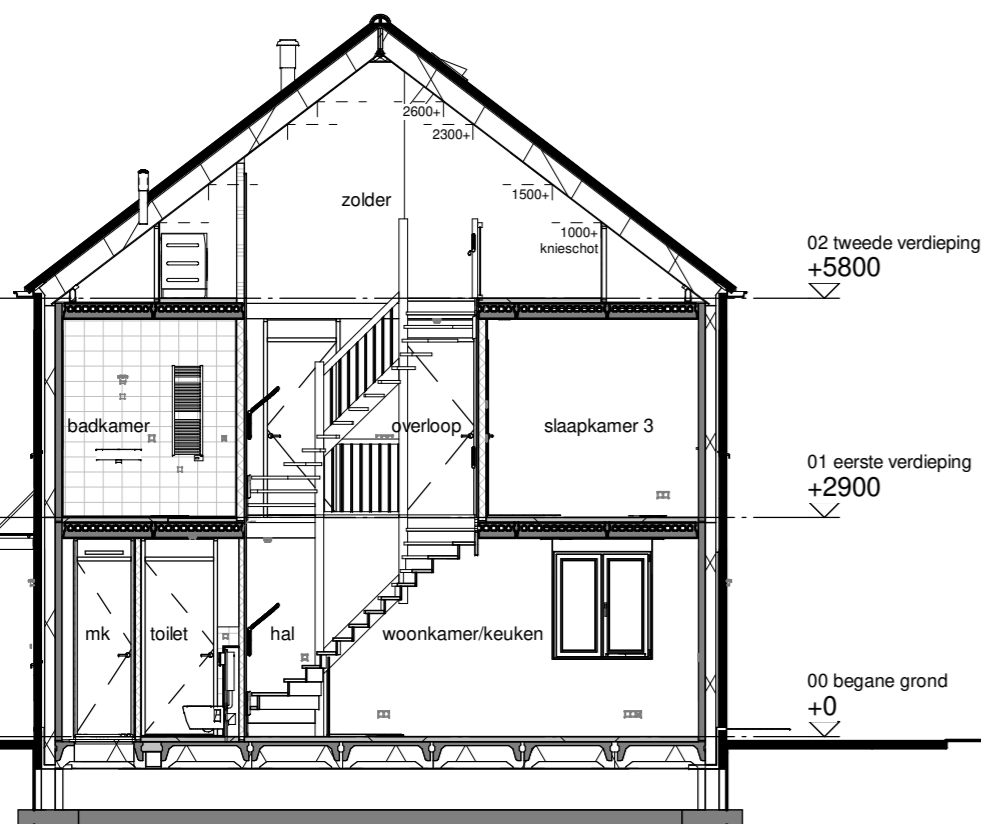 2600+
2300+
1500+
zolder
1000+
knieschot
02 tweede verdieping
+5800
badkamer
overloop
slaapkamer 3
01 eerste verdieping
+2900
mk
toilet
hal
woonkamer/keuken
00 begane grond
+0